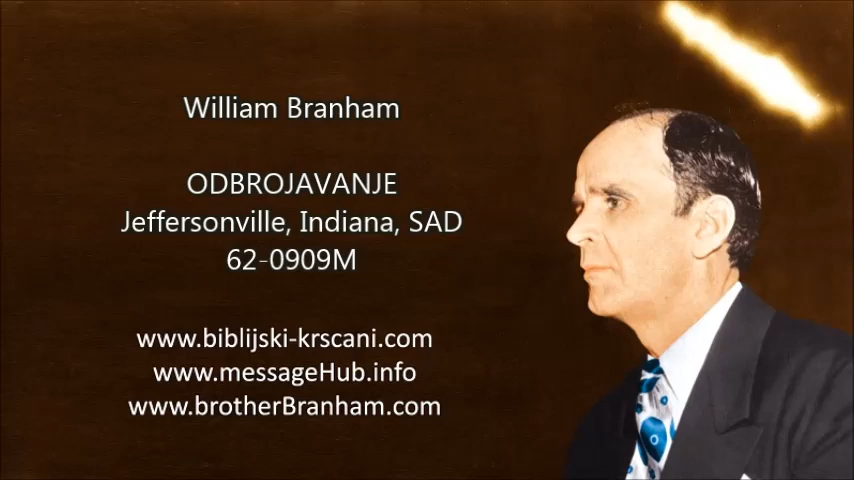 William Branham
ODBROJAVANJE
Jeffersonville, Indiana, SAD
62-0909M
www.biblijski-krscani.com
www.messageHub.info
www.brotherBranham.com